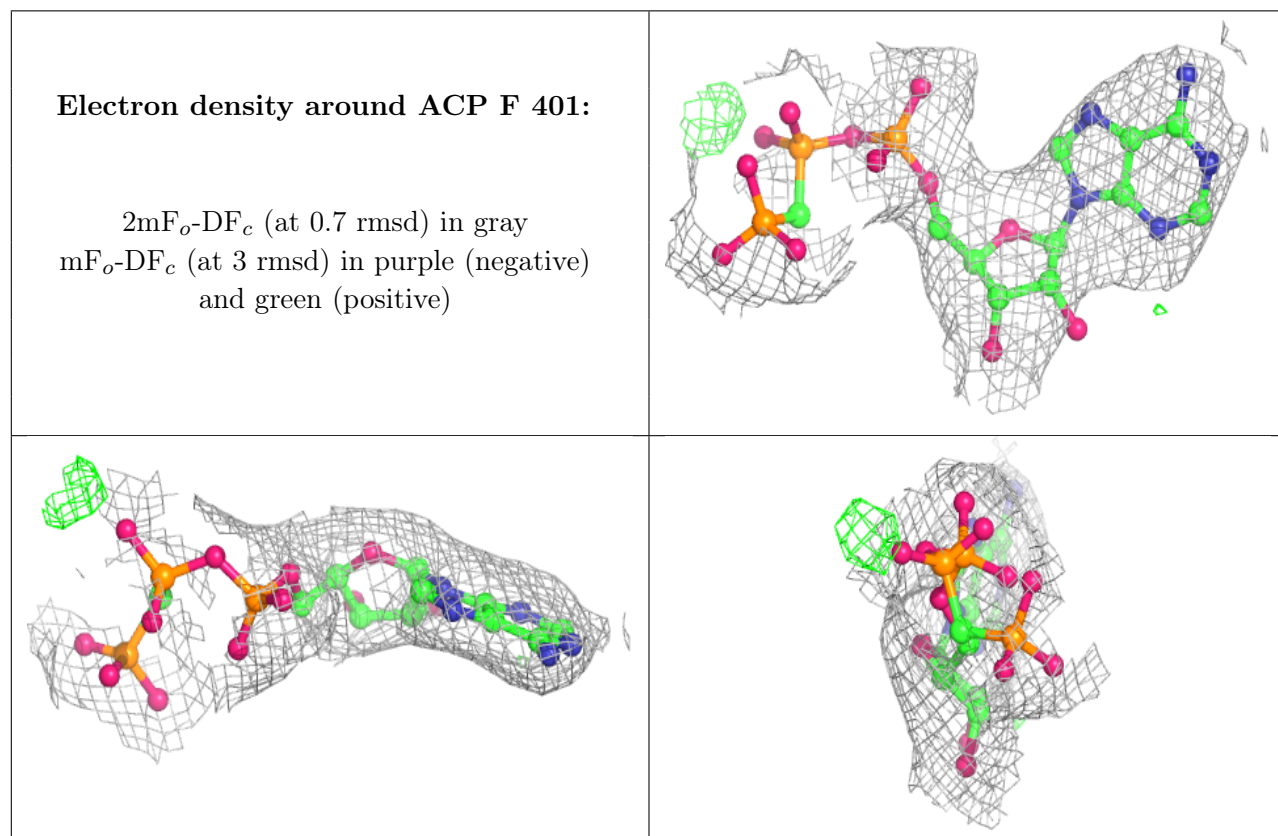 Electron density around ACP F 401:
2mFo-DFc (at 0.7 rmsd) in gray
mFo-DFc (at 3 rmsd) in purple (negative)
and green (positive)